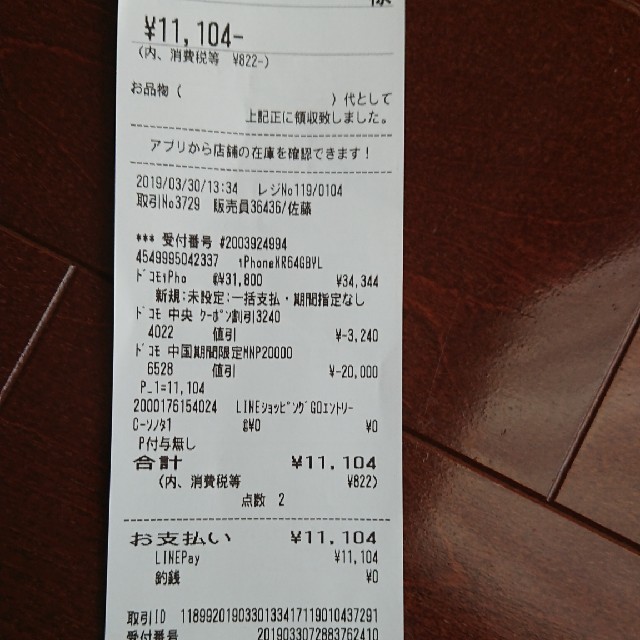 様
¥11,104-
(内、消費税等 ¥822-)
お品物( )代として
上記正に領収致しました。
アプリから店舗の在庫を確認できます!
2019/03/30/13:34 レジNo119/0104
取引No3729 販売員36436/佐藤
*** 受付番号 #2003924994
4549995042337 iPhoneXR64GBYL
ドコモiPho @¥31,800 ¥34,344
新規:未設定:一括支払・期間指定なし
ドコモ 中央 クーポン割引3240
4022 値引 ¥-3,240
ドコモ 中国期間限定MNP20000
6528 値引 ¥-20,000
P_1=11,104
2000176154024 LINEショッピングGOエントリー
C-ソノタ1 @¥0 ¥0
P付与無し
合計 ¥11,104
(内、消費税等 ¥822)
点数 2
お支払い ¥11,104
LINEPay ¥11,104
釣銭 ¥0
取引ID 1189920190330133417119010437291
受付番号 2019033072883762410